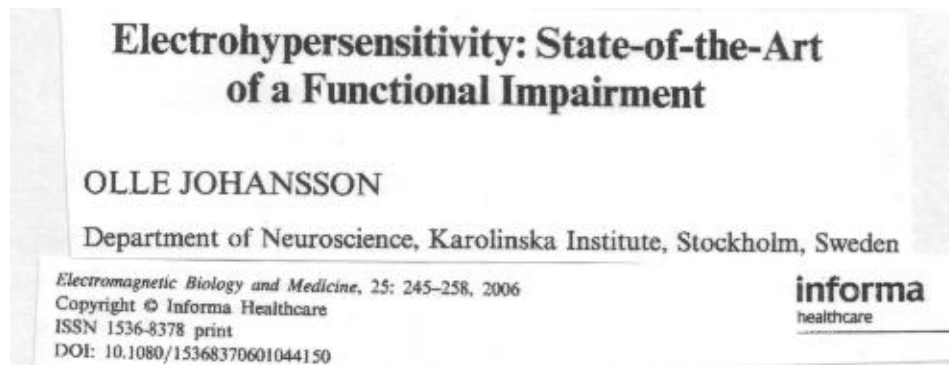 Electrohypersensitivity: State-of-the-Art
of a Functional Impairment
OLLE JOHANSSON
Department of Neuroscience, Karolinska Institute, Stockholm, Sweden
Electromagnetic Biology and Medicine, 25: 245–258, 2006
Copyright © Informa Healthcare
ISSN 1536-8378 print
DOI: 10.1080/15368370601044150
informa
healthcare